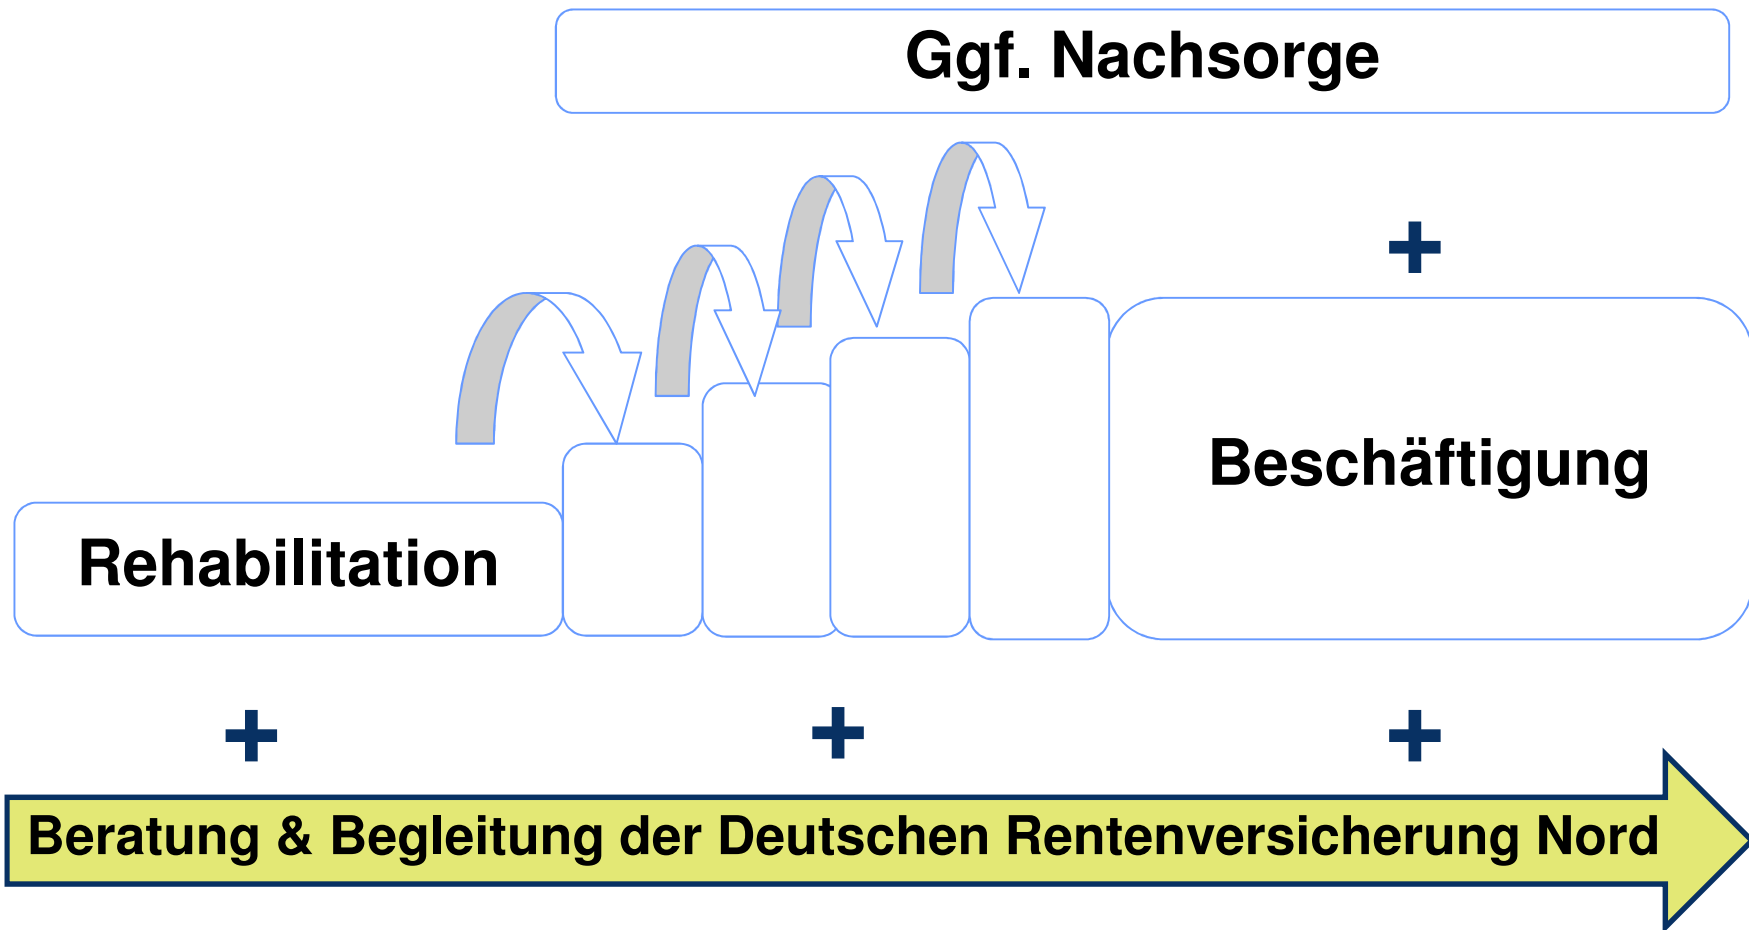 Ggf. Nachsorge
+
Beschäftigung
Rehabilitation
+ + +
Beratung & Begleitung der Deutschen Rentenversicherung Nord